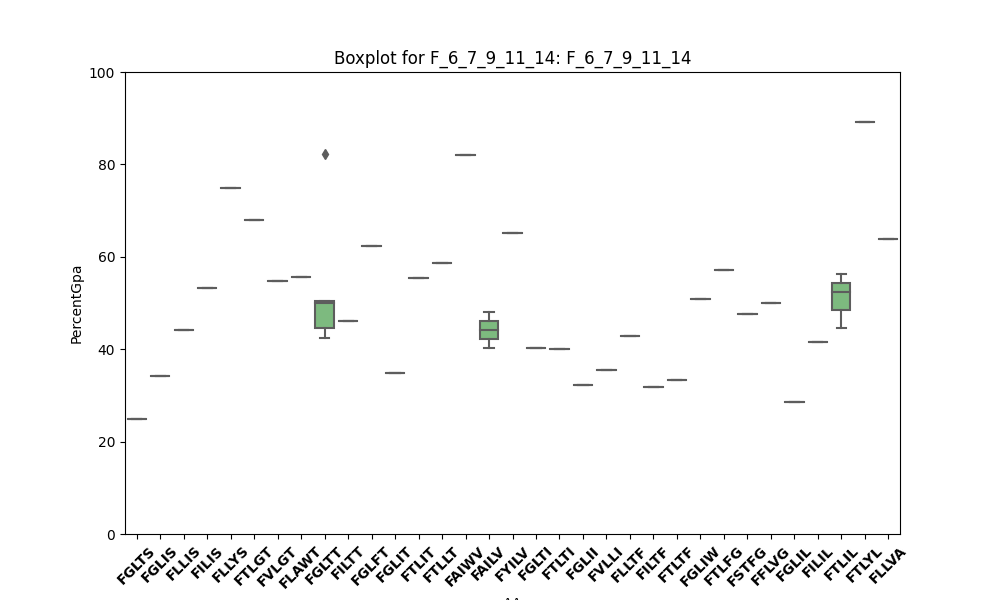 Boxplot for F_6_7_9_11_14: F_6_7_9_11_14
100
80
60
40
20
0
PercentGpa
FGLTS FGLIS FLLIS FILIS FLLYS FTLGT FVLGT FLAWT FGLTT FILTT FGLFT FGLIT FTLIT FTLLT FAIWV FAILV FYILV FGLTI FTLTI FGLII FVLLI FLLTF FILTF FTLTF FGLIW FTLFG FSTFG FFLVG FGLIL FILIL FTLIL FTLYL FLLVA